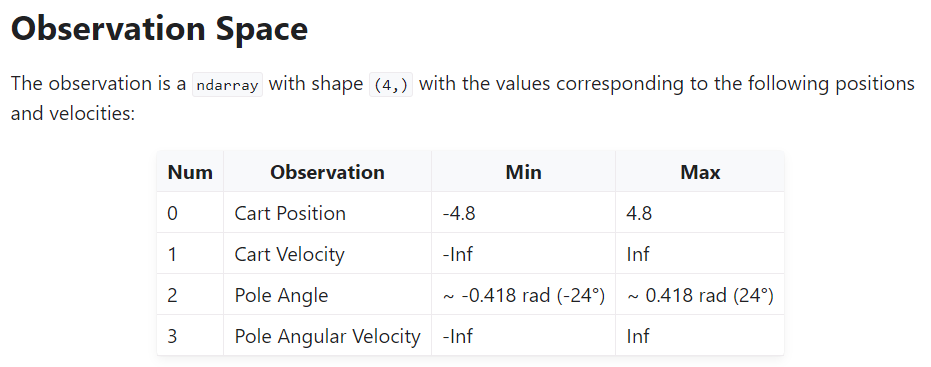 Observation Space
The observation is a ndarray with shape (4,) with the values corresponding to the following positions
and velocities:
Num Observation Min Max
0 Cart Position -4.8 4.8
1 Cart Velocity -Inf Inf
2 Pole Angle ~ -0.418 rad (-24°) ~ 0.418 rad (24°)
3 Pole Angular Velocity -Inf Inf